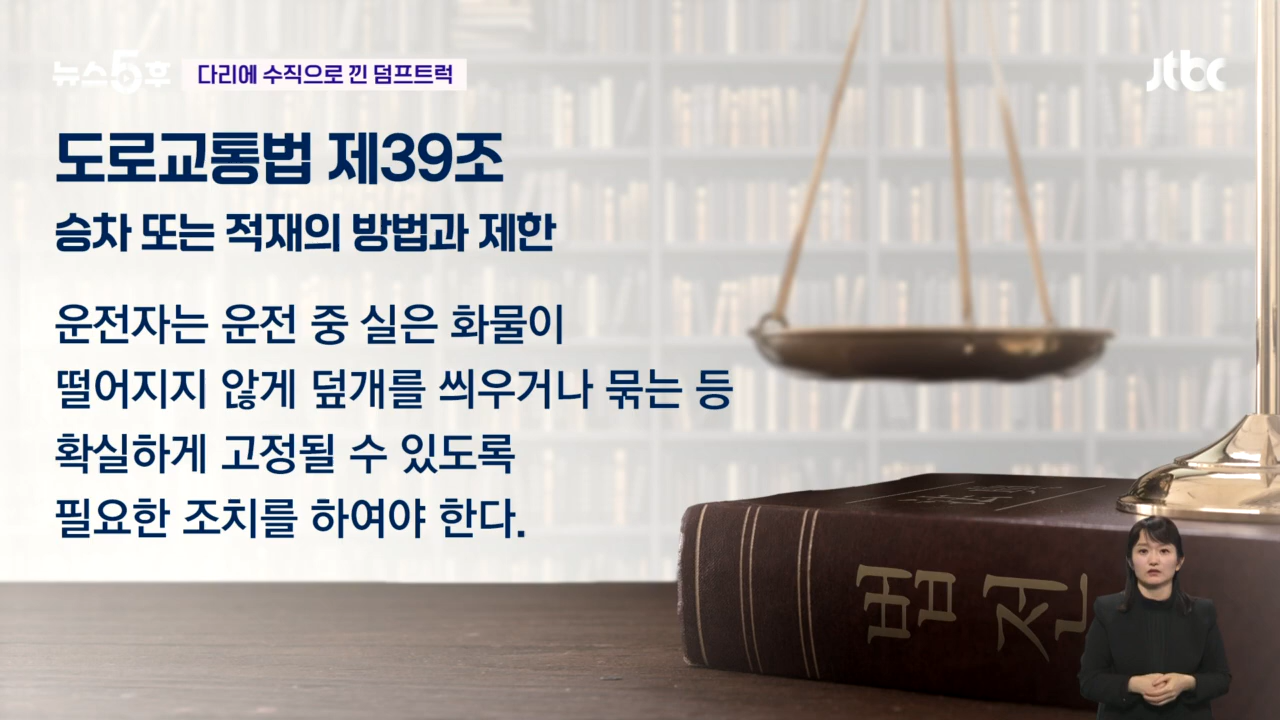 뉴스5후
다리에 수직으로 낀 덤프트럭
jtbc
도로교통법 제39조
승차 또는 적재의 방법과 제한
운전자는 운전 중 실은 화물이
떨어지지 않게 덮개를 씌우거나 묶는 등
확실하게 고정될 수 있도록
필요한 조치를 하여야 한다.
법전